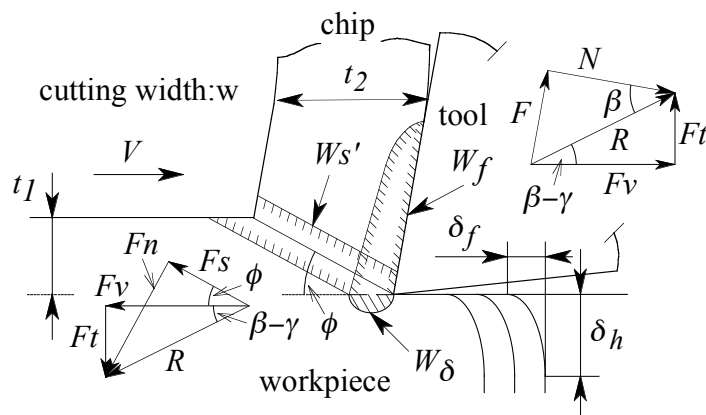 chip
cutting width:w
t2
N
tool
F
β
R
Ft
V
Ws'
Wf
β-γ
Fv
t1
δf
Fn
Fs
ϕ
Fv
ϕ
β-γ
δh
Ft
R
Wδ
workpiece